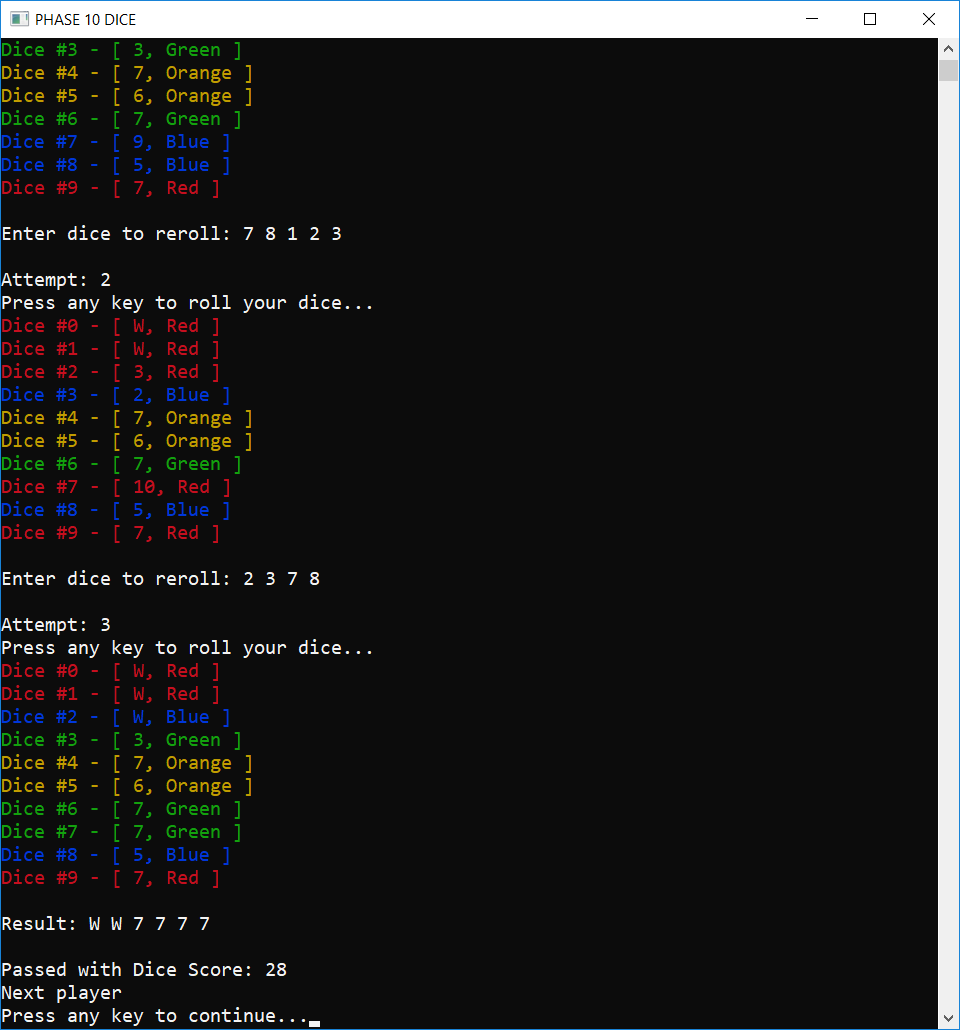 PHASE 10 DICE
Dice #3 - [ 3, Green ]
Dice #4 - [ 7, Orange ]
Dice #5 - [ 6, Orange ]
Dice #6 - [ 7, Green ]
Dice #7 - [ 9, Blue ]
Dice #8 - [ 5, Blue ]
Dice #9 - [ 7, Red ]
Enter dice to reroll: 7 8 1 2 3
Attempt: 2
Press any key to roll your dice...
Dice #0 - [ W, Red ]
Dice #1 - [ W, Red ]
Dice #2 - [ 3, Red ]
Dice #3 - [ 2, Blue ]
Dice #4 - [ 7, Orange ]
Dice #5 - [ 6, Orange ]
Dice #6 - [ 7, Green ]
Dice #7 - [ 10, Red ]
Dice #8 - [ 5, Blue ]
Dice #9 - [ 7, Red ]
Enter dice to reroll: 2 3 7 8
Attempt: 3
Press any key to roll your dice...
Dice #0 - [ W, Red ]
Dice #1 - [ W, Red ]
Dice #2 - [ W, Blue ]
Dice #3 - [ 3, Green ]
Dice #4 - [ 7, Orange ]
Dice #5 - [ 6, Orange ]
Dice #6 - [ 7, Green ]
Dice #7 - [ 7, Green ]
Dice #8 - [ 5, Blue ]
Dice #9 - [ 7, Red ]
Result: W W 7 7 7 7
Passed with Dice Score: 28
Next player
Press any key to continue...